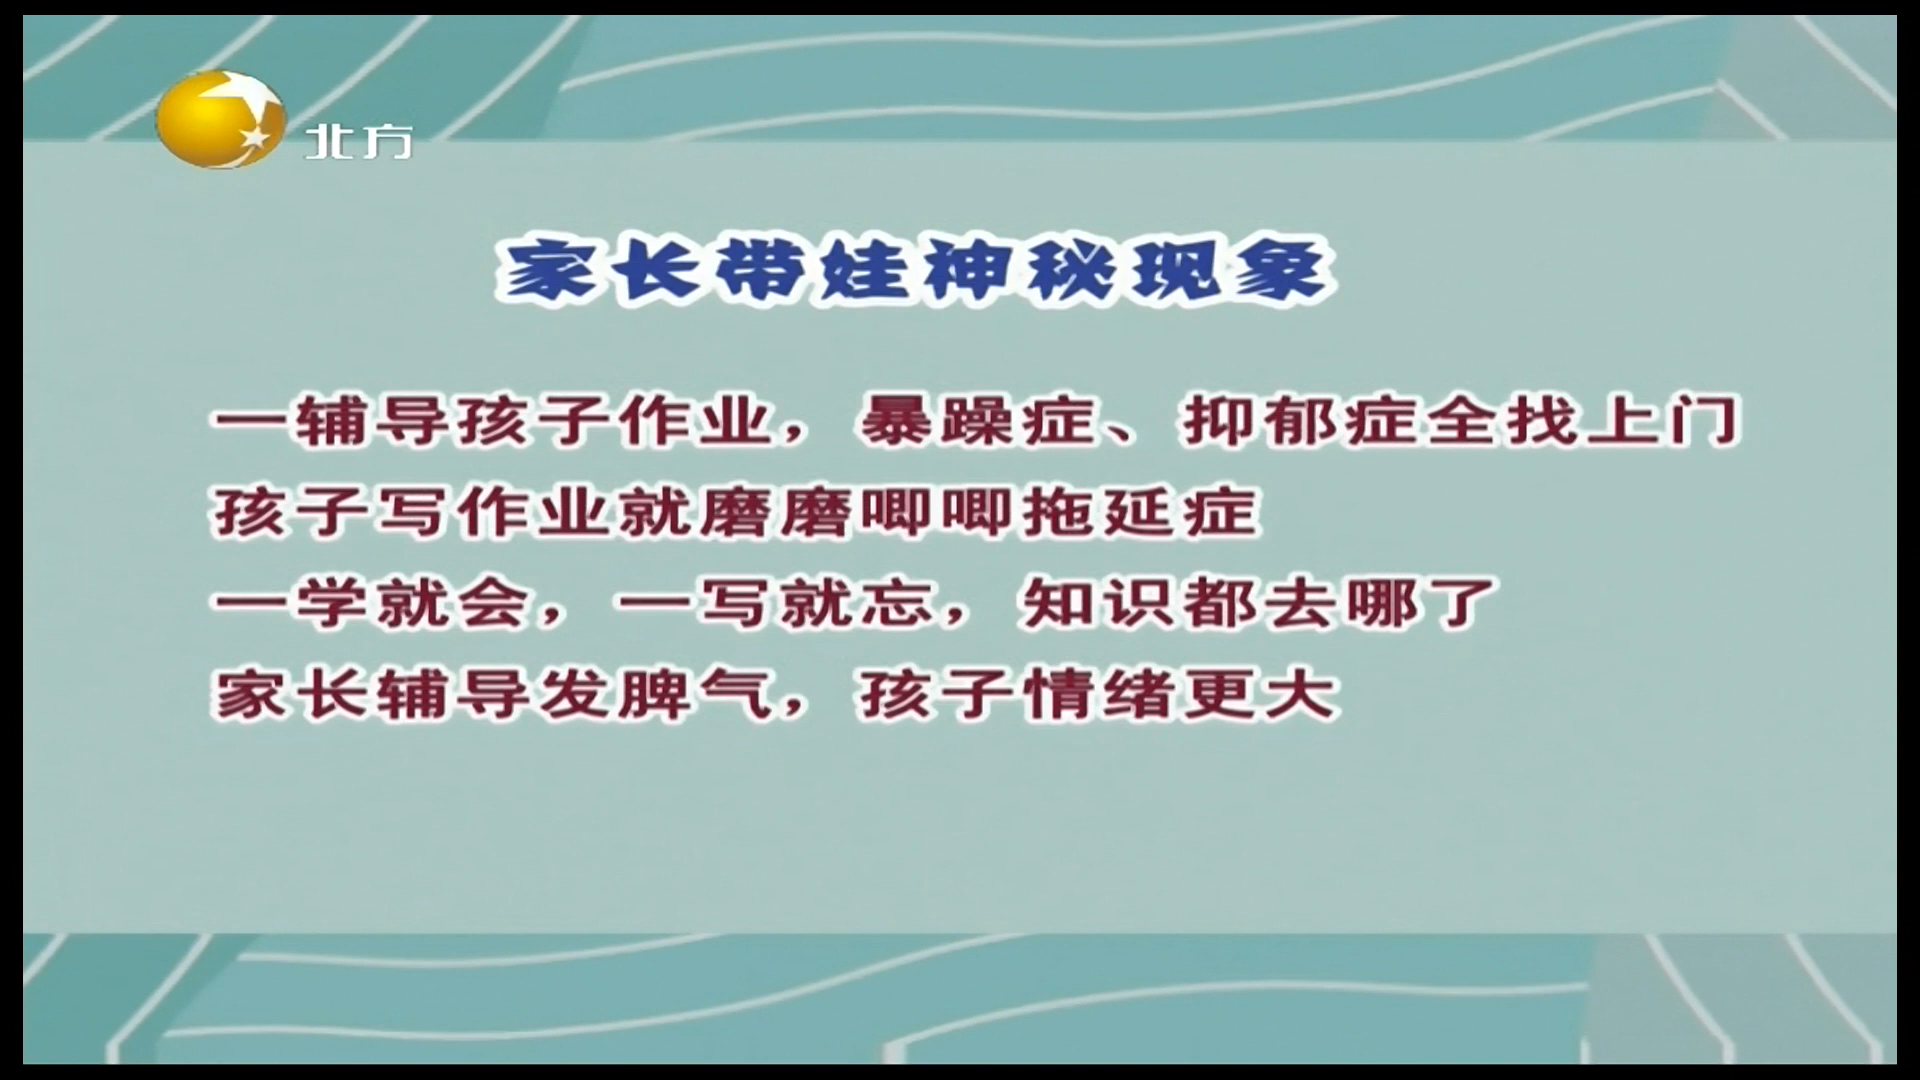 北方
家长带娃神秘现象
一辅导孩子作业，暴躁症、抑郁症全找上门
孩子写作业就磨磨唧唧拖延症
一学就会，一写就忘，知识都去哪了
家长辅导发脾气，孩子情绪更大